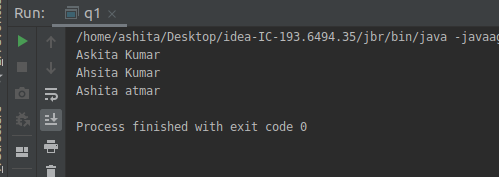 Run: q1
/home/ashita/Desktop/idea-IC-193.6494.35/jbr/bin/java -javaag
Askita Kumar
Ahsita Kumar
Ashita atmar
Process finished with exit code 0